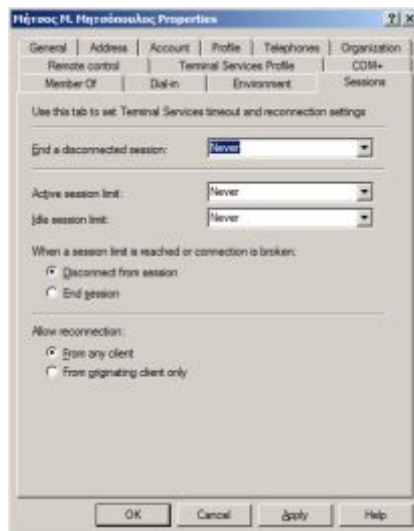 Μήτσος Μ. Μητσόπουλος Properties
General Address Account Profile Telephones Organization
Remote control Terminal Services Profile COM+
Member Of Dial-in Environment Sessions
Use this tab to set Terminal Services timeout and reconnection settings
End a disconnected session: Never
Active session limit: Never
Idle session limit: Never
When a session limit is reached or connection is broken:
Disconnect from session
End session
Allow reconnection:
From any client
From originating client only
OK Cancel Apply Help